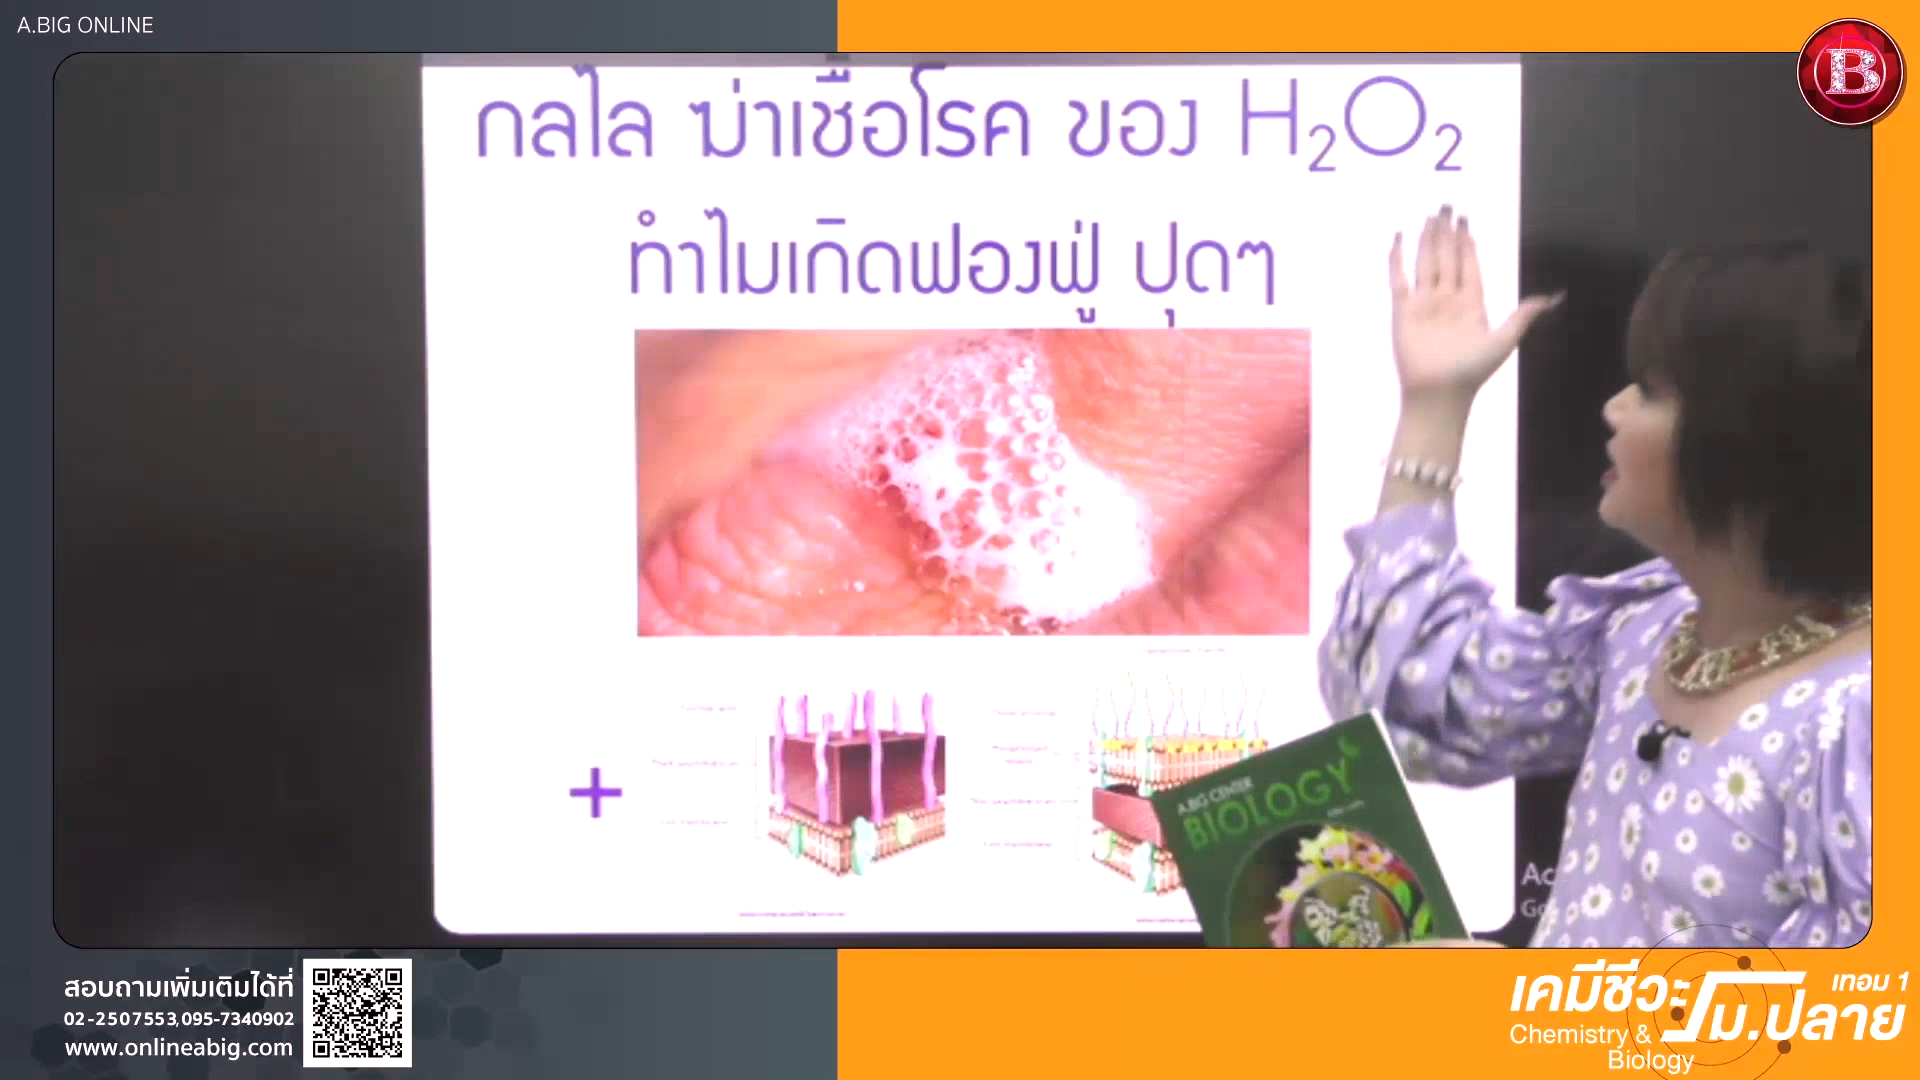 A.BIG ONLINE
B
กลไล ฆ่าเชื้อโรค ของ H₂O₂
ทำไมเกิดฟองฟู่ ปุดๆ
+
A.BIG CENTER
BIOLOGY
สอบถามเพิ่มเติมได้ที่
02-2507553,095-7340902
www.onlineabig.com
เคมีชีวะ ม.ปลาย
เทอม 1
Chemistry &
Biology